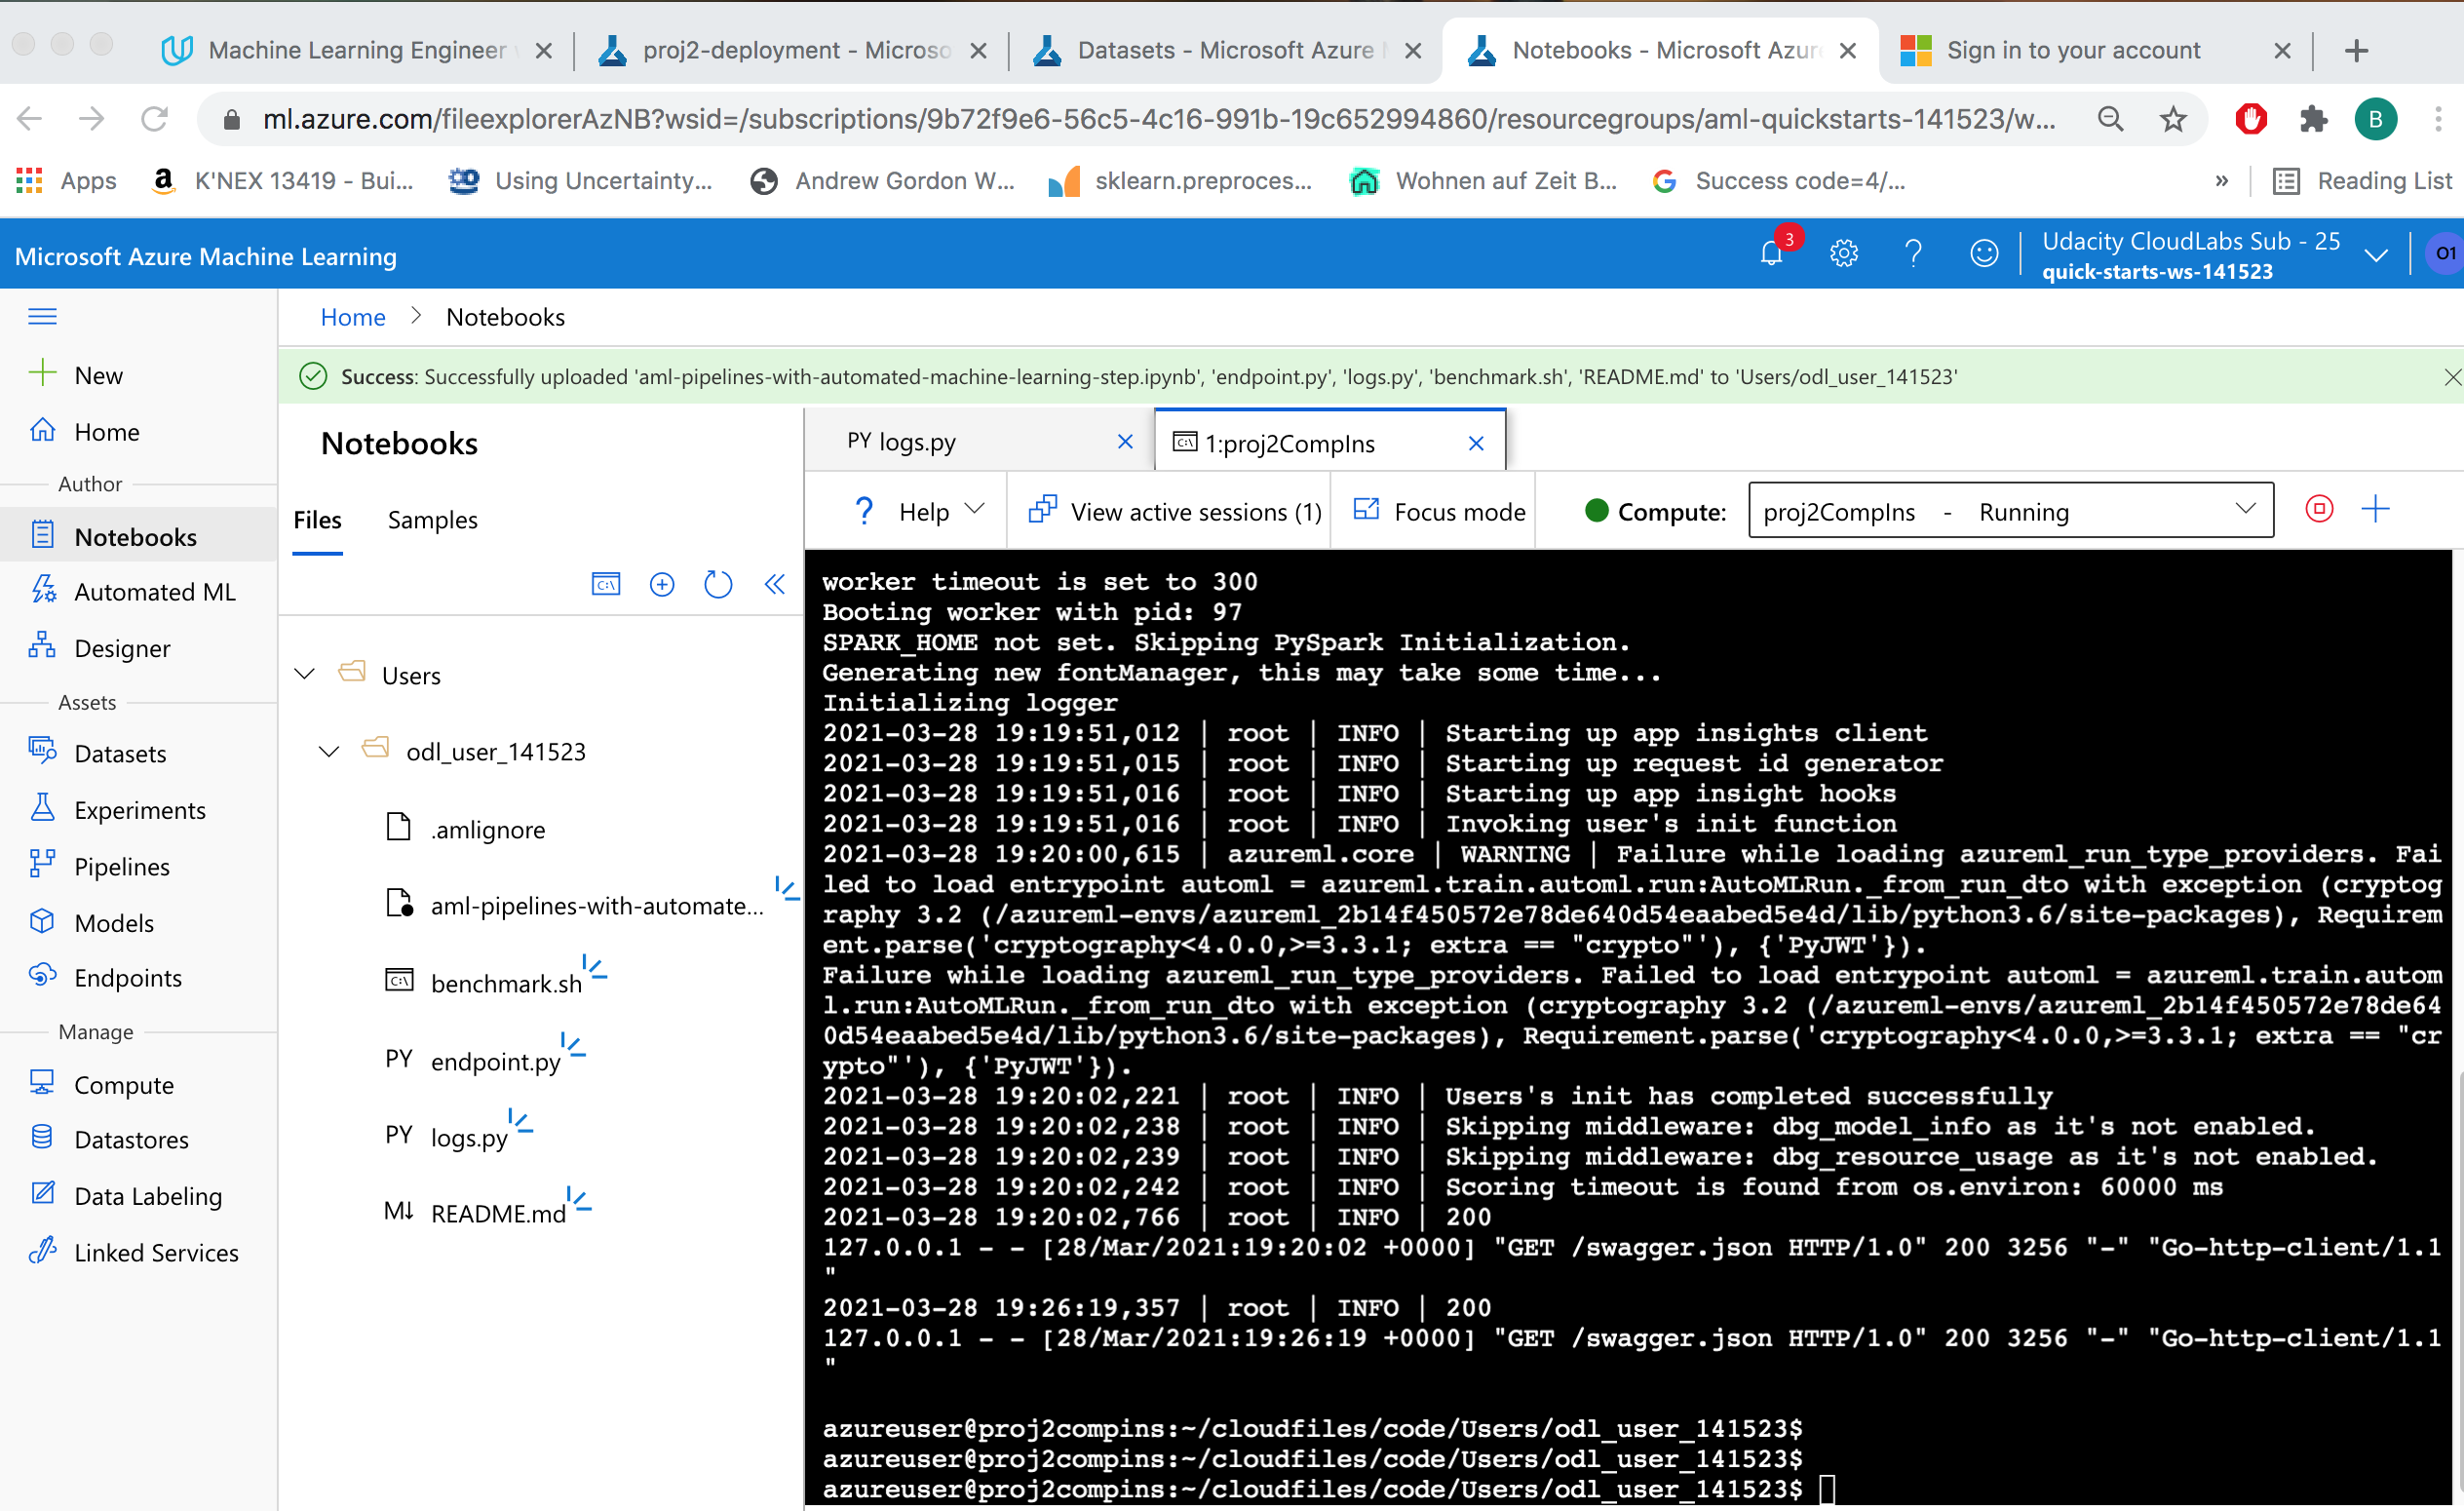 Machine Learning Engineer
proj2-deployment - Microso
Datasets - Microsoft Azure
Notebooks - Microsoft Azur
Sign in to your account
ml.azure.com/fileexplorerAzNB?wsid=/subscriptions/9b72f9e6-56c5-4c16-991b-19c652994860/resourcegroups/aml-quickstarts-141523/w...
B
Apps
K'NEX 13419 - Bui...
Using Uncertainty...
Andrew Gordon W...
sklearn.preproces...
Wohnen auf Zeit B...
Success code=4/...
»
Reading List
Microsoft Azure Machine Learning
3
Udacity CloudLabs Sub - 25
quick-starts-ws-141523
O1
New
Home
Author
Notebooks
Automated ML
Designer
Assets
Datasets
Experiments
Pipelines
Models
Endpoints
Manage
Compute
Datastores
Data Labeling
Linked Services
Home > Notebooks
Success: Successfully uploaded 'aml-pipelines-with-automated-machine-learning-step.ipynb', 'endpoint.py', 'logs.py', 'benchmark.sh', 'README.md' to 'Users/odl_user_141523'
Notebooks
Files Samples
Users
odl_user_141523
.amlignore
aml-pipelines-with-automate...
benchmark.sh
PY endpoint.py
PY logs.py
M↓ README.md
PY logs.py
1:proj2CompIns
? Help
View active sessions (1)
Focus mode
Compute:
proj2CompIns - Running
worker timeout is set to 300
Booting worker with pid: 97
SPARK_HOME not set. Skipping PySpark Initialization.
Generating new fontManager, this may take some time...
Initializing logger
2021-03-28 19:19:51,012 | root | INFO | Starting up app insights client
2021-03-28 19:19:51,015 | root | INFO | Starting up request id generator
2021-03-28 19:19:51,016 | root | INFO | Starting up app insight hooks
2021-03-28 19:19:51,016 | root | INFO | Invoking user's init function
2021-03-28 19:20:00,615 | azureml.core | WARNING | Failure while loading azureml_run_type_providers. Fai
led to load entrypoint automl = azureml.train.automl.run:AutoMLRun._from_run_dto with exception (cryptog
raphy 3.2 (/azureml-envs/azureml_2b14f450572e78de640d54eaabed5e4d/lib/python3.6/site-packages), Requirem
ent.parse('cryptography<4.0.0,>=3.3.1; extra == "crypto"'), {'PyJWT'}).
Failure while loading azureml_run_type_providers. Failed to load entrypoint automl = azureml.train.autom
l.run:AutoMLRun._from_run_dto with exception (cryptography 3.2 (/azureml-envs/azureml_2b14f450572e78de64
0d54eaabed5e4d/lib/python3.6/site-packages), Requirement.parse('cryptography<4.0.0,>=3.3.1; extra == "cr
ypto"'), {'PyJWT'}).
2021-03-28 19:20:02,221 | root | INFO | Users's init has completed successfully
2021-03-28 19:20:02,238 | root | INFO | Skipping middleware: dbg_model_info as it's not enabled.
2021-03-28 19:20:02,239 | root | INFO | Skipping middleware: dbg_resource_usage as it's not enabled.
2021-03-28 19:20:02,242 | root | INFO | Scoring timeout is found from os.environ: 60000 ms
2021-03-28 19:20:02,766 | root | INFO | 200
127.0.0.1 - - [28/Mar/2021:19:20:02 +0000] "GET /swagger.json HTTP/1.0" 200 3256 "-" "Go-http-client/1.1
"
2021-03-28 19:26:19,357 | root | INFO | 200
127.0.0.1 - - [28/Mar/2021:19:26:19 +0000] "GET /swagger.json HTTP/1.0" 200 3256 "-" "Go-http-client/1.1
"
azureuser@proj2compins:~/cloudfiles/code/Users/odl_user_141523$
azureuser@proj2compins:~/cloudfiles/code/Users/odl_user_141523$
azureuser@proj2compins:~/cloudfiles/code/Users/odl_user_141523$